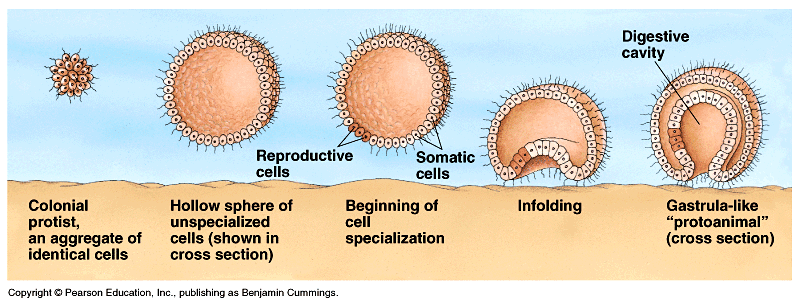 Digestive
cavity
Reproductive
cells
Somatic
cells
Colonial
protist,
an aggregate of
identical cells
Hollow sphere of
unspecialized
cells (shown in
cross section)
Beginning of
cell
specialization
Infolding
Gastrula-like
“protoanimal”
(cross section)
Copyright © Pearson Education, Inc., publishing as Benjamin Cummings.